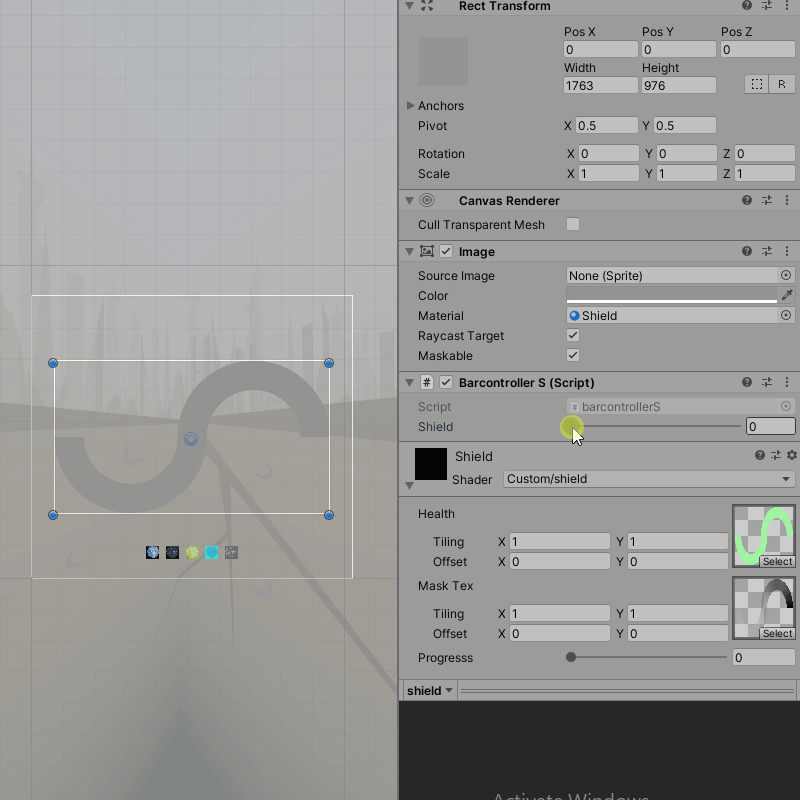 Rect Transform
Pos X Pos Y Pos Z
0 0 0
Width Height
1763 976 R
Anchors
Pivot X 0.5 Y 0.5
Rotation X 0 Y 0 Z 0
Scale X 1 Y 1 Z 1
Canvas Renderer
Cull Transparent Mesh
Image
Source Image None (Sprite)
Color
Material Shield
Raycast Target
Maskable
# Barcontroller S (Script)
Script # barcontrollerS
Shield 0
Shield
Shader Custom/shield
Health
Tiling X 1 Y 1
Offset X 0 Y 0 Select
Mask Tex
Tiling X 1 Y 1
Offset X 0 Y 0 Select
Progresss 0
shield
Activate Windows